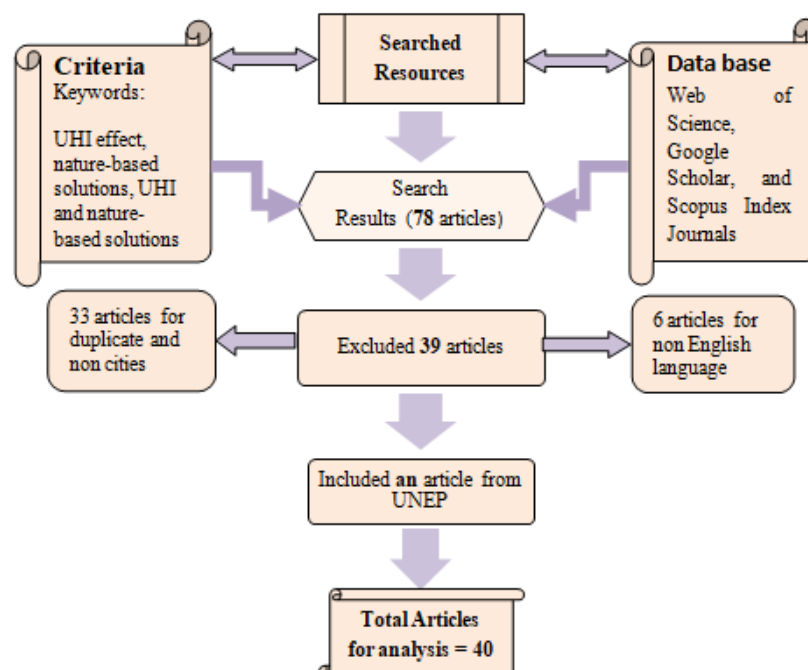 Searched
Resources
Criteria
Keywords:
UHI effect,
nature-based
solutions, UHI
and nature-
based solutions
Data base
Web of
Science,
Google
Scholar, and
Scopus Index
Journals
Search
Results (78 articles)
33 articles for
duplicate and
non cities
Excluded 39 articles
6 articles for
non English
language
Included an article from
UNEP
Total Articles
for analysis = 40